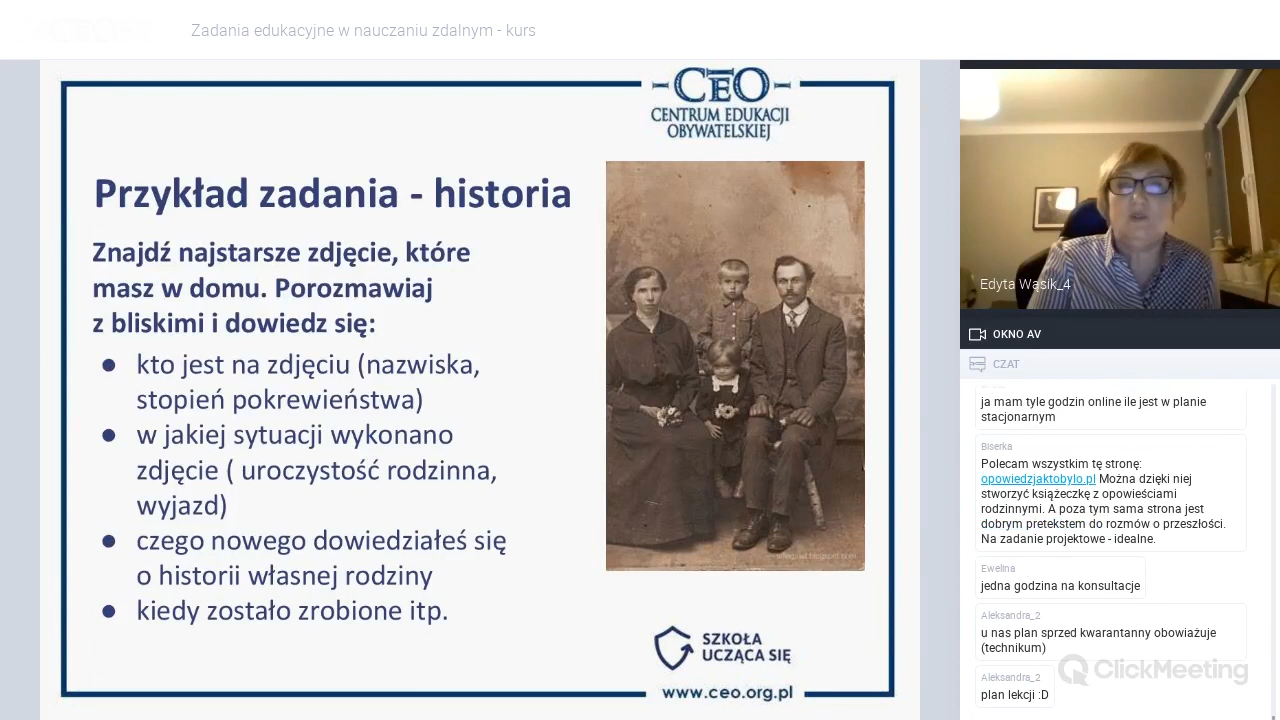 Zadania edukacyjne w nauczaniu zdalnym - kurs
CEO
CENTRUM EDUKACJI
OBYWATELSKIEJ
Przykład zadania - historia
Znajdź najstarsze zdjęcie, które
masz w domu. Porozmawiaj
z bliskimi i dowiedz się:
● kto jest na zdjęciu (nazwiska,
stopień pokrewieństwa)
● w jakiej sytuacji wykonano
zdjęcie ( uroczystość rodzinna,
wyjazd)
● czego nowego dowiedziałeś się
o historii własnej rodziny
● kiedy zostało zrobione itp.
SZKOŁA
UCZĄCA SIĘ
www.ceo.org.pl
Edyta Wąsik_4
OKNO AV
CZAT
ja mam tyle godzin online ile jest w planie
stacjonarnym
Biserka
Polecam wszystkim tę stronę:
opowiedzjaktobylo.pl Można dzięki niej
stworzyć książeczkę z opowieściami
rodzinnymi. A poza tym sama strona jest
dobrym pretekstem do rozmów o przeszłości.
Na zadanie projektowe - idealne.
Ewelina
jedna godzina na konsultacje
Aleksandra_2
u nas plan sprzed kwarantanny obowiażuje
(technikum)
Aleksandra_2
plan lekcji :D
ClickMeeting